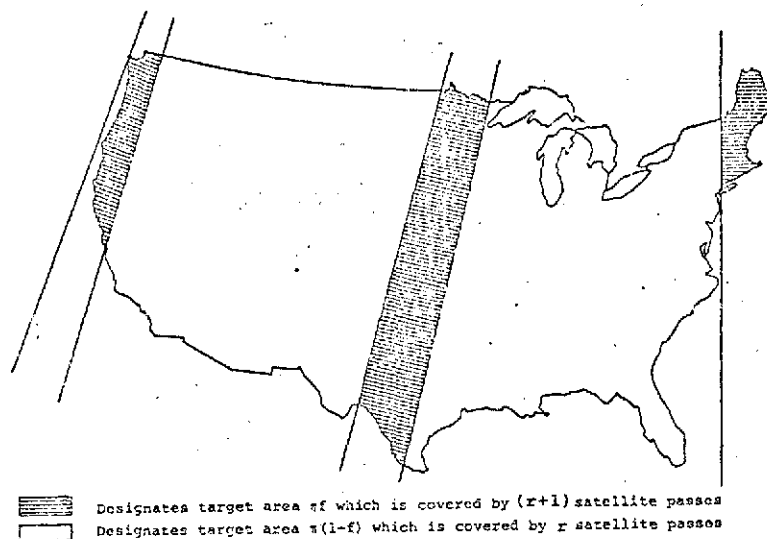 Designates target area πf which is covered by (r+1) satellite passes
Designates target area π(1-f) which is covered by r satellite passes